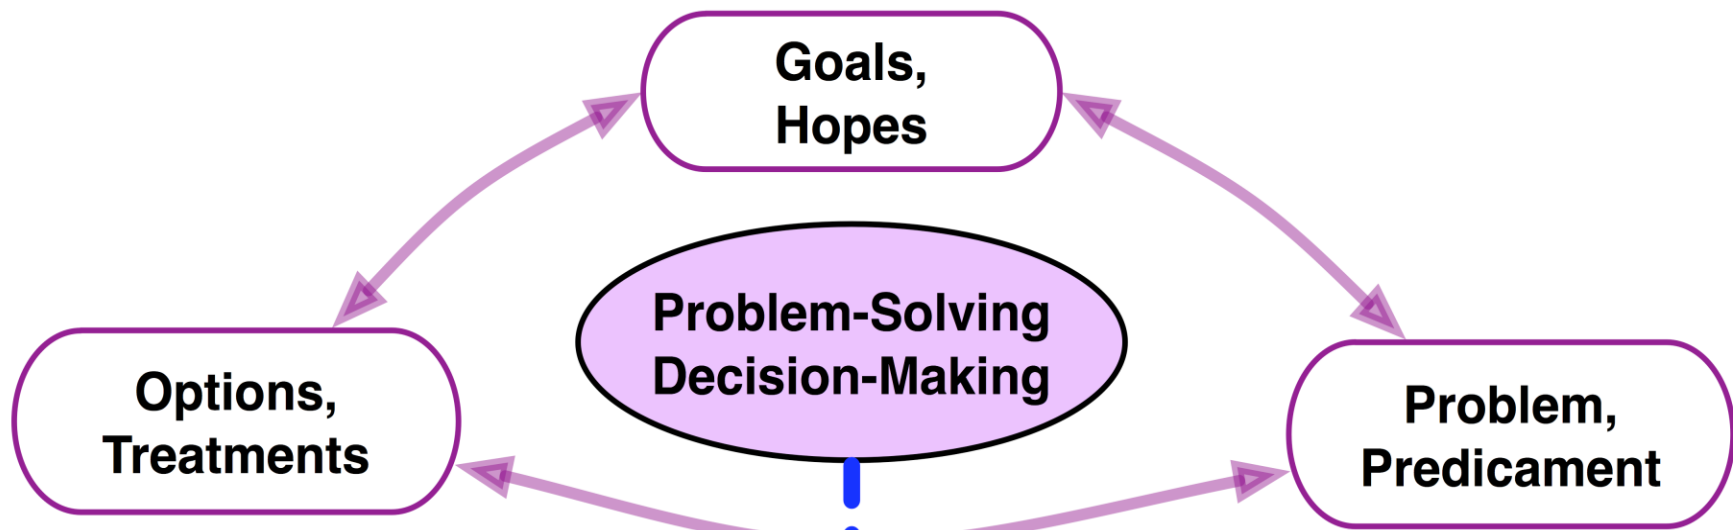 Goals,
Hopes
Problem-Solving
Decision-Making
Options,
Treatments
Problem,
Predicament